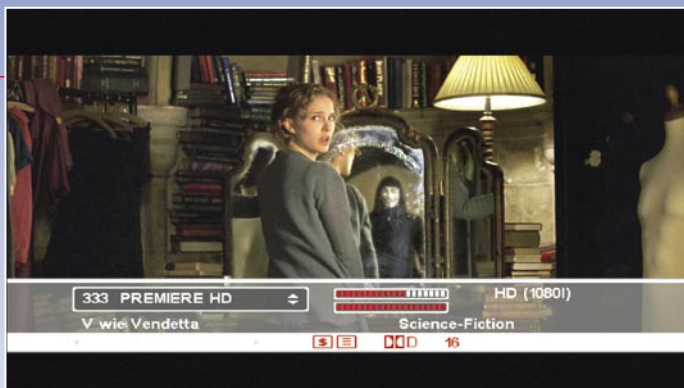 333 PREMIERE HD
HD (1080I)
V wie Vendetta
Science-Fiction
$ D 16